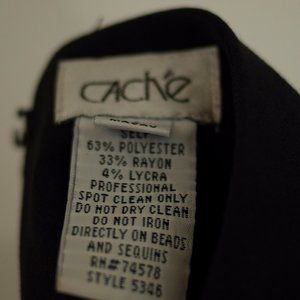 CACHÉ
SELF
63% POLYESTER
33% RAYON
4% LYCRA
PROFESSIONAL
SPOT CLEAN ONLY
DO NOT DRY CLEAN
DO NOT IRON
DIRECTLY ON BEADS
AND SEQUINS
RN#74578
STYLE 5346